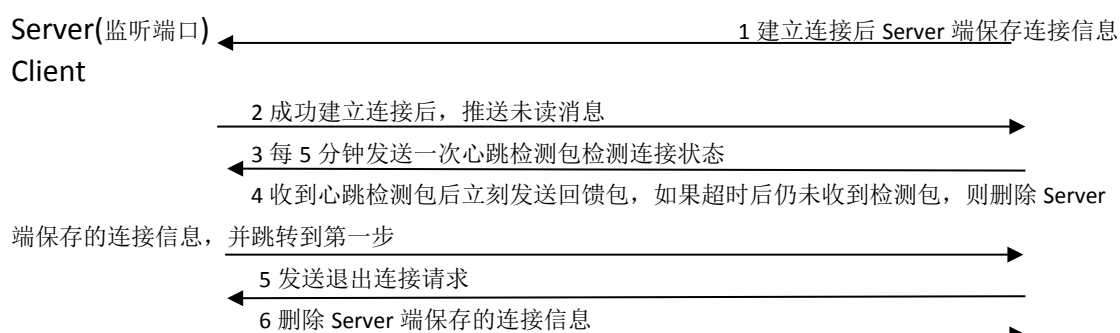 Server(监听端口) 1 建立连接后 Server 端保存连接信息
Client
2 成功建立连接后，推送未读消息
3 每 5 分钟发送一次心跳检测包检测连接状态
4 收到心跳检测包后立刻发送回馈包，如果超时后仍未收到检测包，则删除 Server
端保存的连接信息，并跳转到第一步
5 发送退出连接请求
6 删除 Server 端保存的连接信息